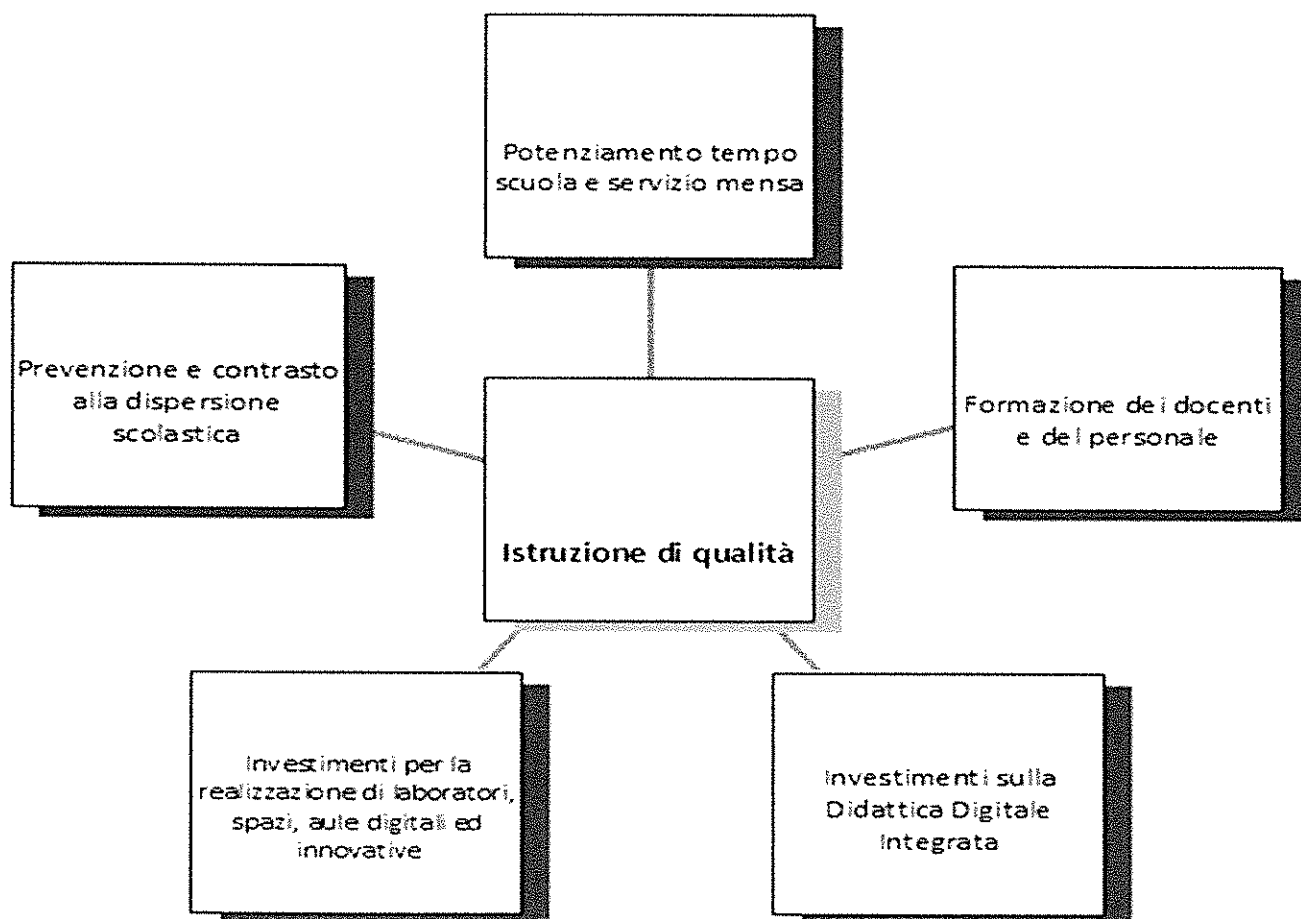 Potenziamento tempo
scuola e servizio mensa
Prevenzione e contrasto
alla dispersione
scolastica
Formazione dei docenti
e del personale
Istruzione di qualità
Investimenti per la
realizzazione di laboratori,
spazi, aule digitali ed
innovative
Investimenti sulla
Didattica Digitale
Integrata